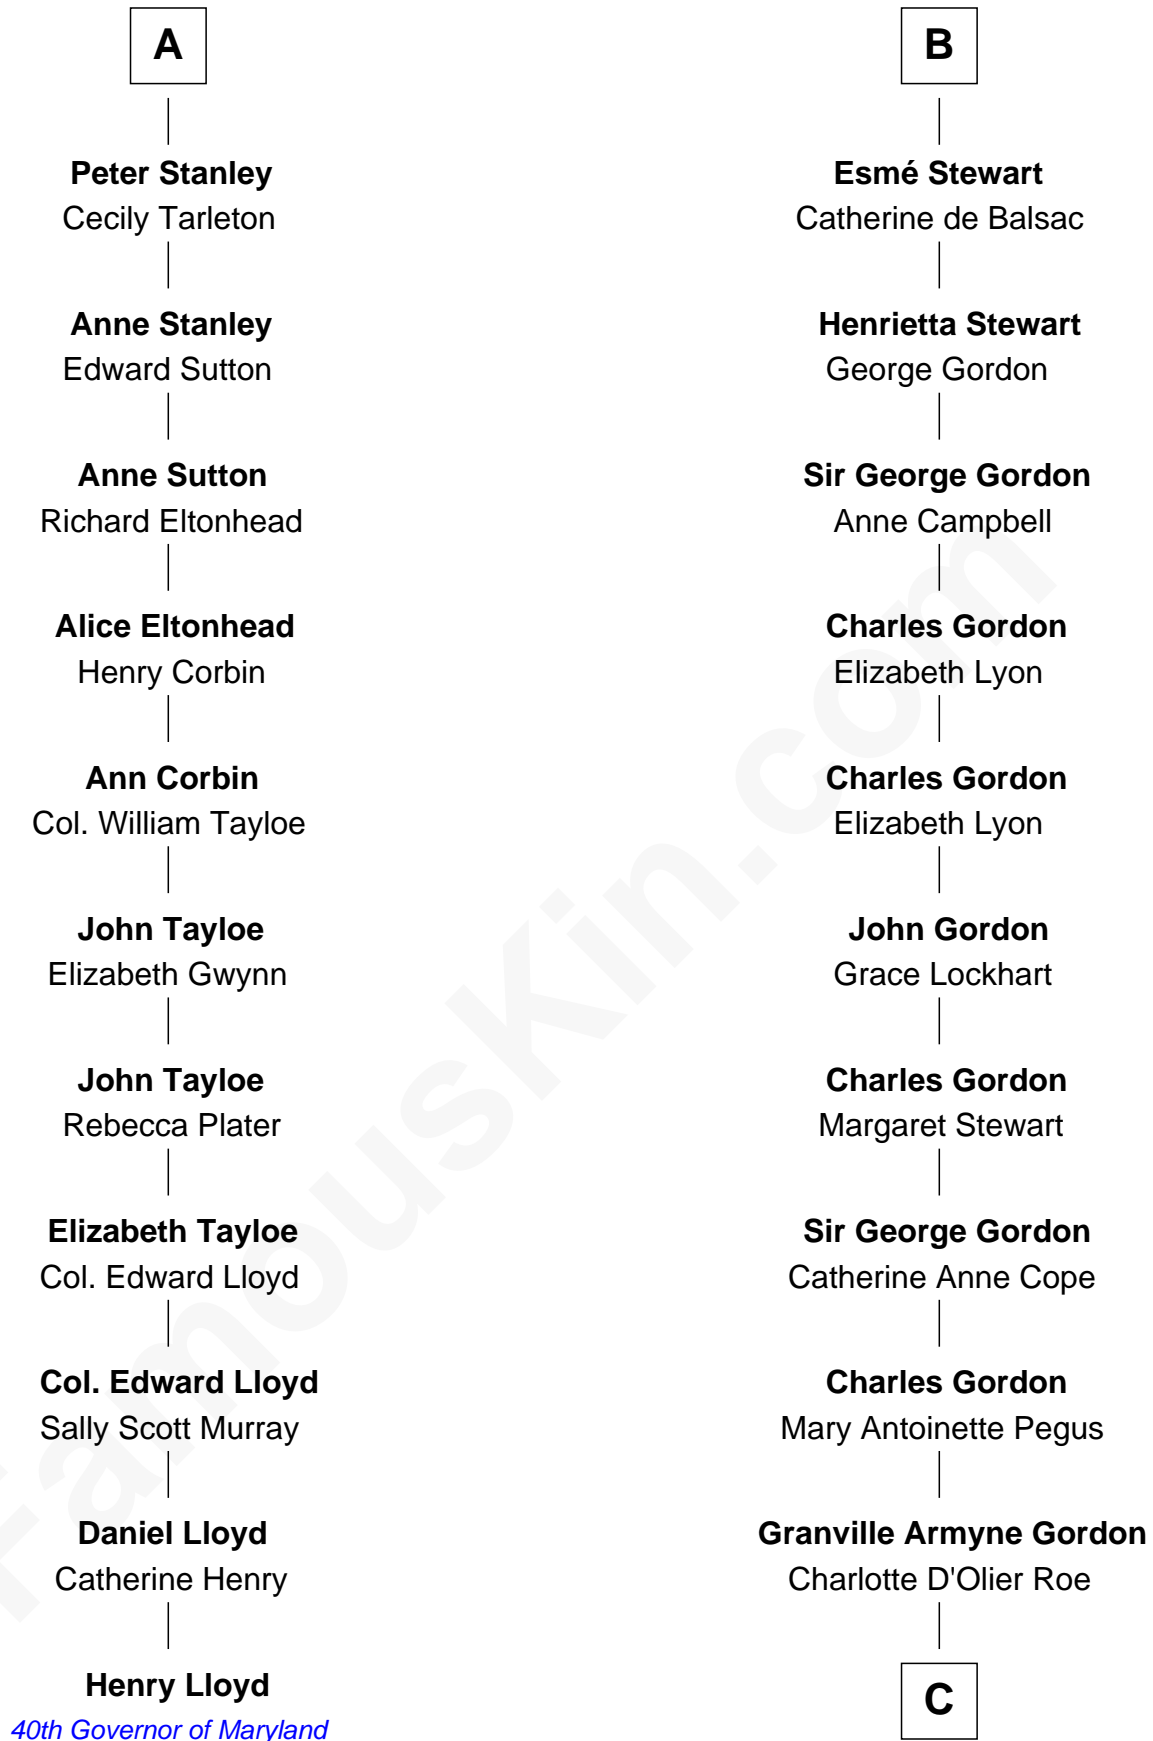 A
Peter Stanley
Cecily Tarleton
Anne Stanley
Edward Sutton
Anne Sutton
Richard Eltonhead
Alice Eltonhead
Henry Corbin
Ann Corbin
Col. William Tayloe
John Tayloe
Elizabeth Gwynn
John Tayloe
Rebecca Plater
Elizabeth Tayloe
Col. Edward Lloyd
Col. Edward Lloyd
Sally Scott Murray
Daniel Lloyd
Catherine Henry
Henry Lloyd
40th Governor of Maryland
B
Esmé Stewart
Catherine de Balsac
Henrietta Stewart
George Gordon
Sir George Gordon
Anne Campbell
Charles Gordon
Elizabeth Lyon
Charles Gordon
Elizabeth Lyon
John Gordon
Grace Lockhart
Charles Gordon
Margaret Stewart
Sir George Gordon
Catherine Anne Cope
Charles Gordon
Mary Antoinette Pegus
Granville Armyne Gordon
Charlotte D'Olier Roe
C
FamousKin.com